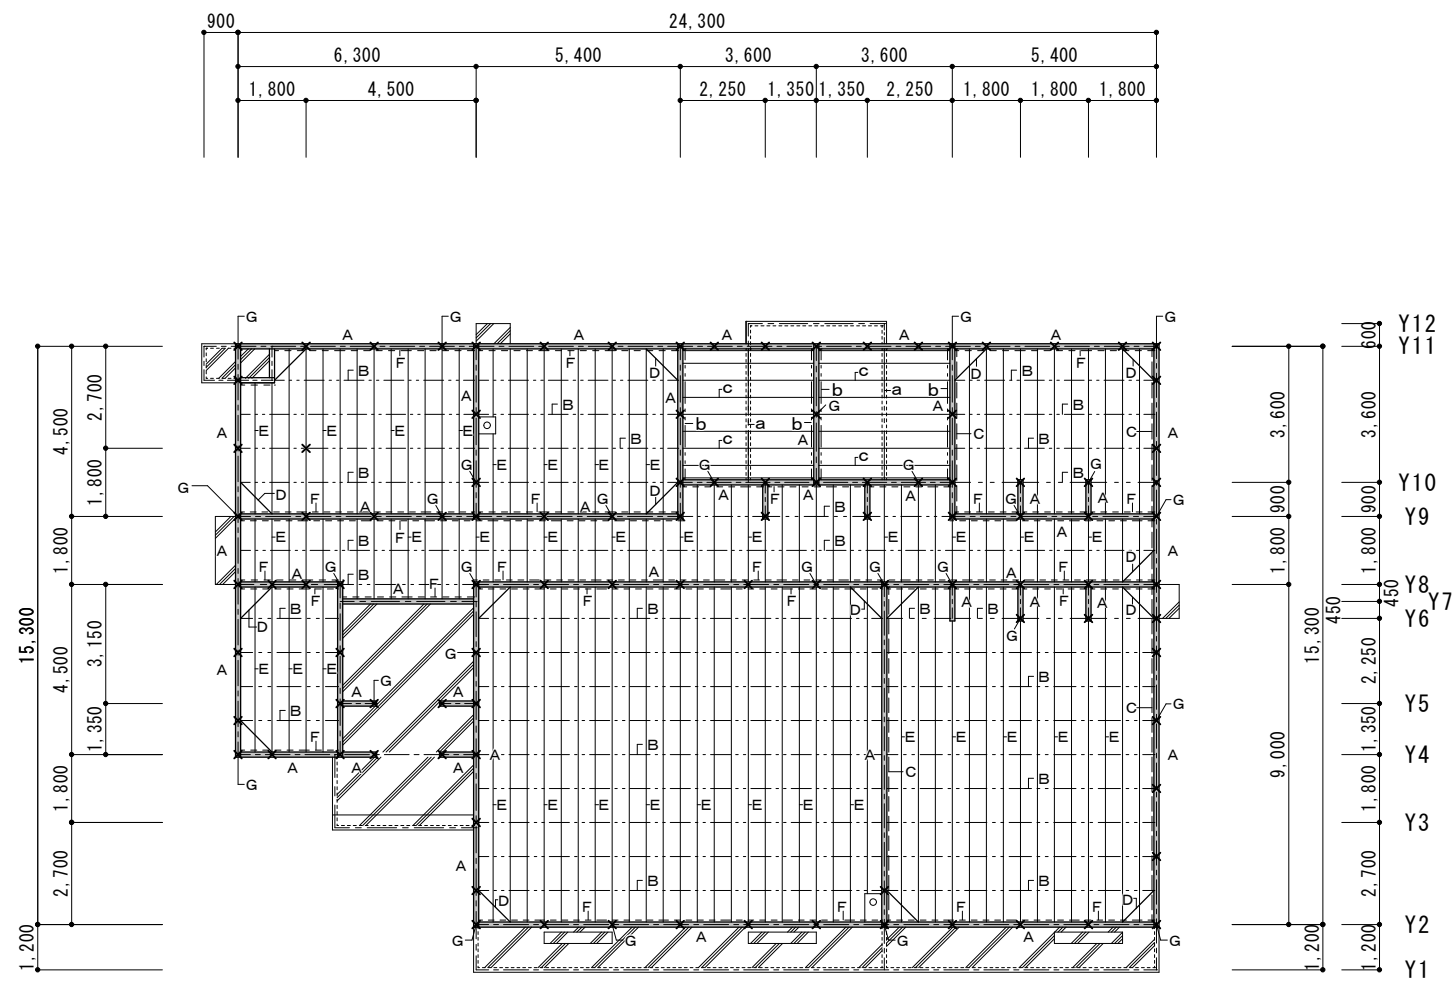 900 24,300
6,300 5,400 3,600 3,600 5,400
1,800 4,500 2,250 1,350 1,350 2,250 1,800 1,800 1,800
G G G G
A A A A A
F F F
B D c c D B F D
A b a b
B A G A B
A E E E E b a b C C A
c A B
B c B
G E E E E G G G G
G D F A G F G A A F A B F G A F G
E E E E E E E E E E E E A E
A B F B A
F A G B A F G A F G G G A F D
B F F D B A B A A D
D G
A E E E G B
A G A C G
B
F B E E E E E
A A A A A A A
G C
B
E E E E E E E E
A B B
D F F F F D
G G A G A G
15,300 4,500 2,700 1,800
1,800
4,500 3,150 1,350
1,800
2,700
1,200
600 Y12
Y11
3,600 3,600
900 900 Y10
Y9
1,800 1,800
Y8
450 450 Y7
Y6
15,300 9,000 2,250
Y5
1,350
Y4
1,800
Y3
2,700
Y2
1,200 1,200
Y1